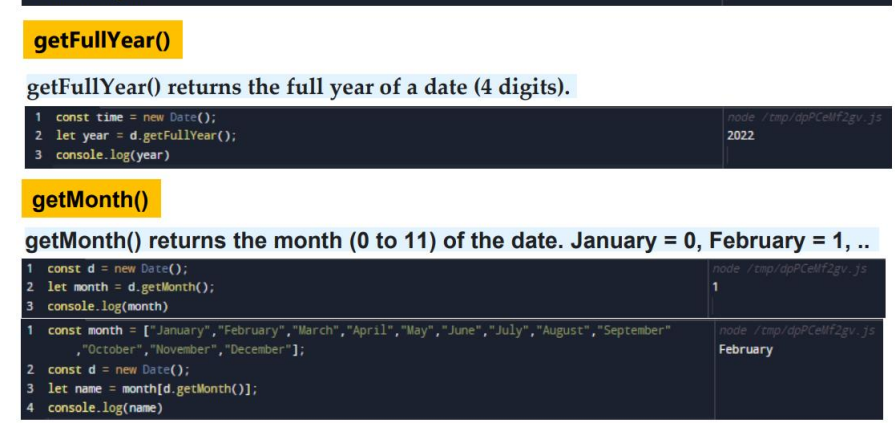 getFullYear()
getFullYear() returns the full year of a date (4 digits).
1 const time = new Date();
2 let year = d.getFullYear();
3 console.log(year)
node /tmp/dpPCeMf2gv.js
2022
getMonth()
getMonth() returns the month (0 to 11) of the date. January = 0, February = 1, ..
1 const d = new Date();
2 let month = d.getMonth();
3 console.log(month)
node /tmp/dpPCeMf2gv.js
1
1 const month = ["January","February","March","April","May","June","July","August","September"
,"October","November","December"];
2 const d = new Date();
3 let name = month[d.getMonth()];
4 console.log(name)
node /tmp/dpPCeMf2gv.js
February